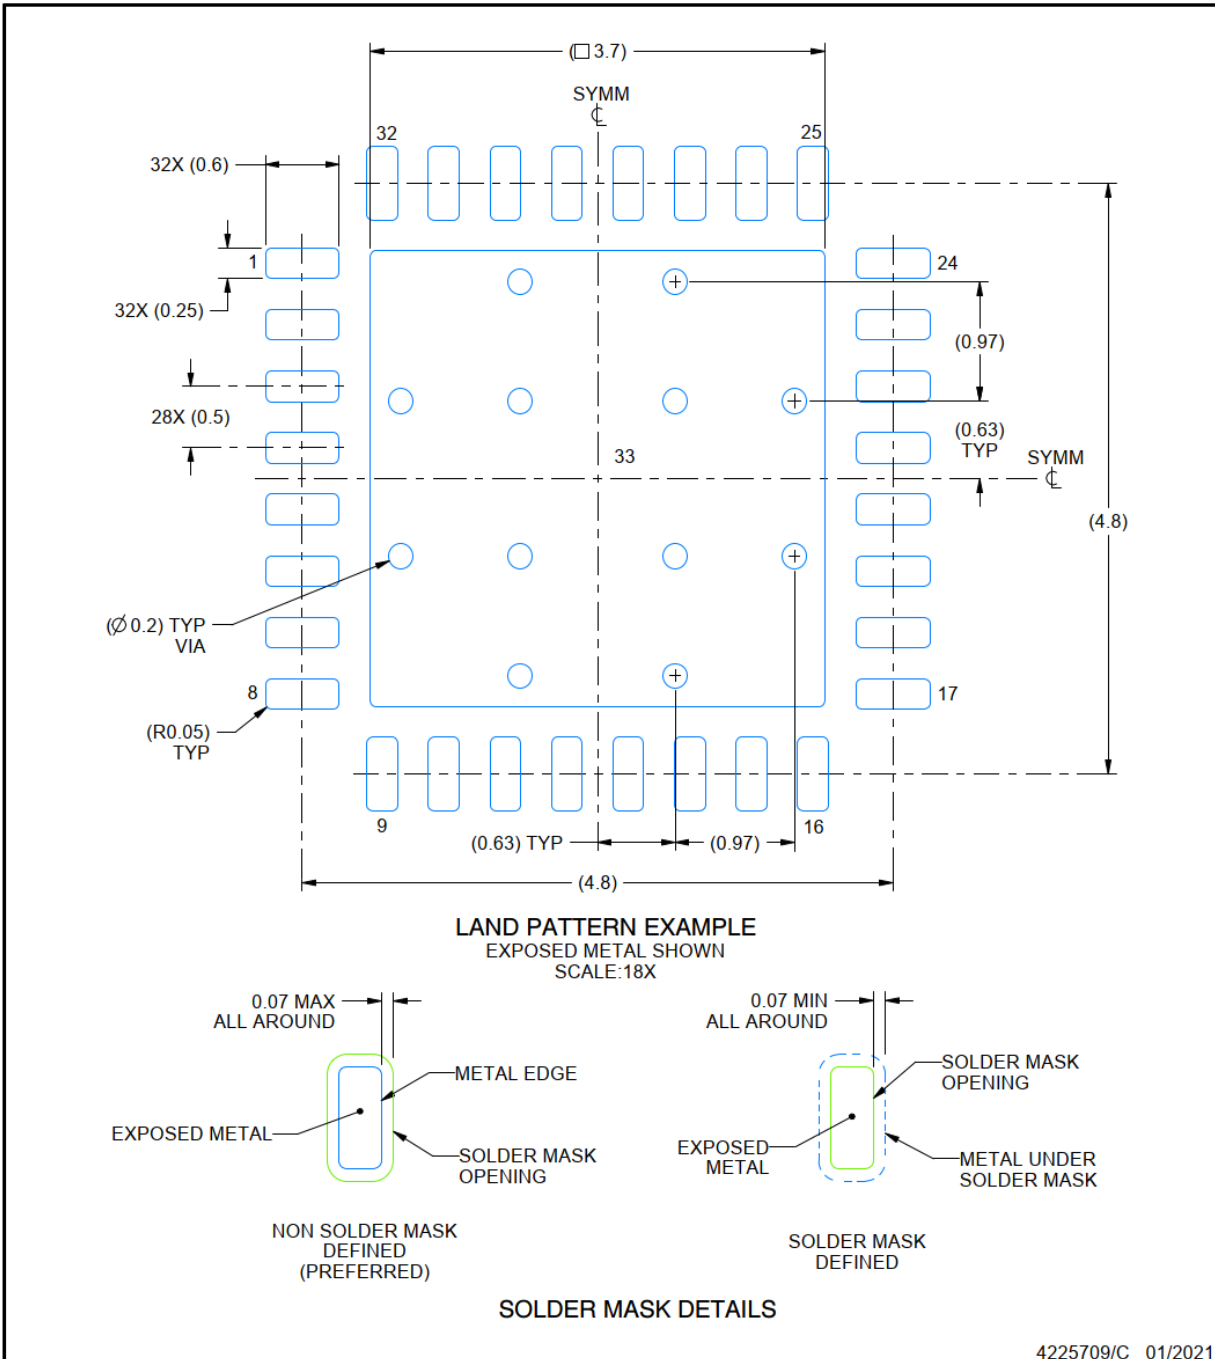 (□ 3.7)
SYMM
℄
32
25
32X (0.6)
1
24
32X (0.25)
(0.97)
28X (0.5)
(0.63)
TYP
33
SYMM
℄
(4.8)
(Ø 0.2) TYP
VIA
8
17
(R0.05)
TYP
9
16
(0.63) TYP
(0.97)
(4.8)
LAND PATTERN EXAMPLE
EXPOSED METAL SHOWN
SCALE:18X
0.07 MAX
ALL AROUND
METAL EDGE
EXPOSED METAL
SOLDER MASK
OPENING
NON SOLDER MASK
DEFINED
(PREFERRED)
0.07 MIN
ALL AROUND
SOLDER MASK
OPENING
EXPOSED
METAL
METAL UNDER
SOLDER MASK
SOLDER MASK
DEFINED
SOLDER MASK DETAILS
4225709/C 01/2021